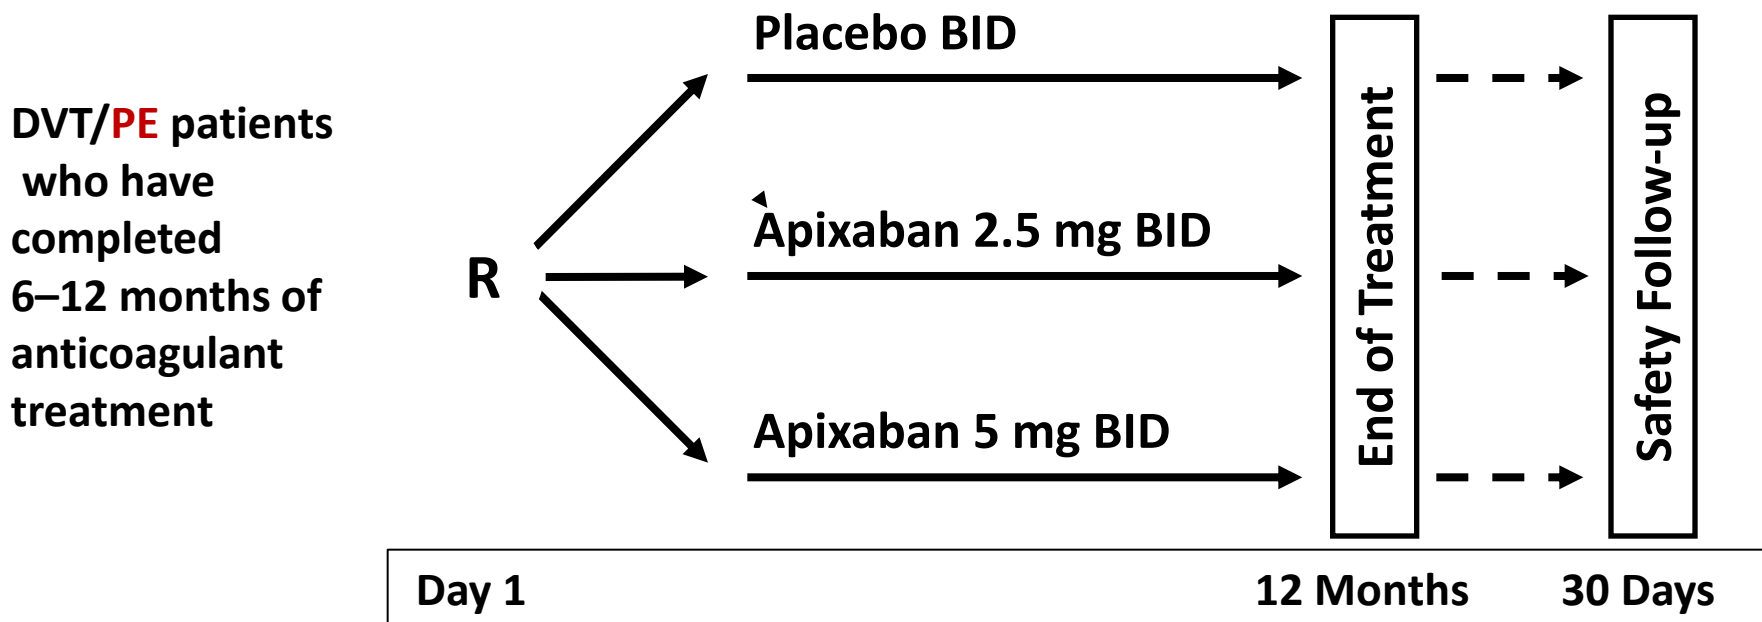 Placebo BID
DVT/PE patients
who have
completed
6–12 months of
anticoagulant
treatment
R
Apixaban 2.5 mg BID
Apixaban 5 mg BID
End of Treatment
Safety Follow-up
Day 1
12 Months
30 Days